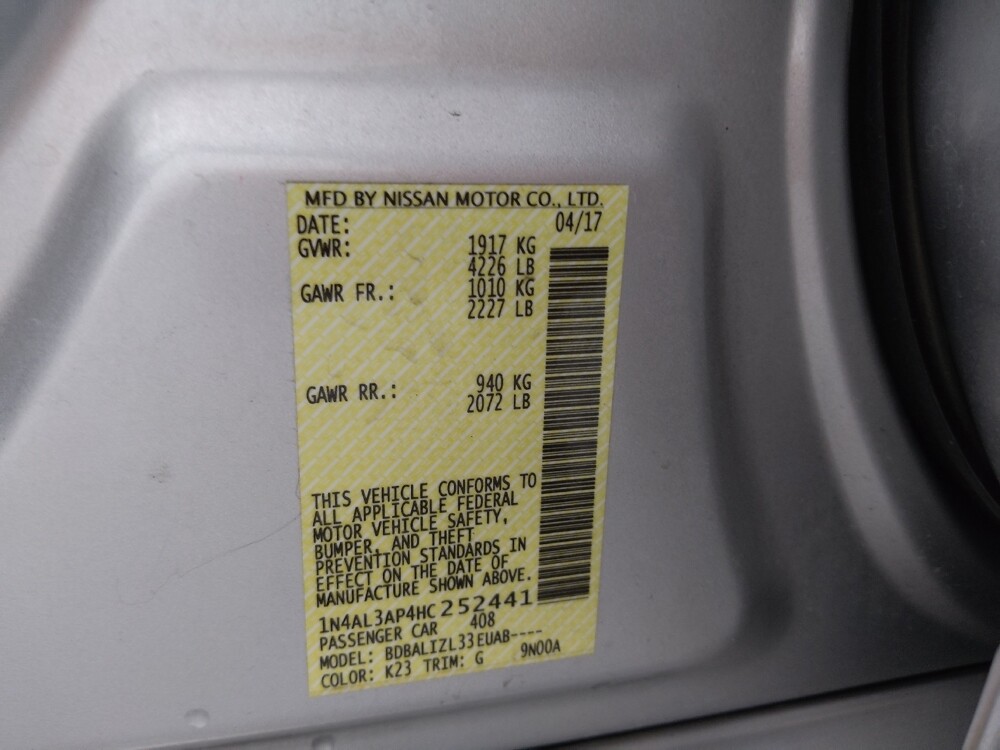 MFD BY NISSAN MOTOR CO., LTD.
DATE: 04/17
GVWR: 1917 KG
4226 LB
GAWR FR.: 1010 KG
2227 LB
GAWR RR.: 940 KG
2072 LB
THIS VEHICLE CONFORMS TO
ALL APPLICABLE FEDERAL
MOTOR VEHICLE SAFETY,
BUMPER, AND THEFT
PREVENTION STANDARDS IN
EFFECT ON THE DATE OF
MANUFACTURE SHOWN ABOVE.
1N4AL3AP4HC252441
PASSENGER CAR 408
MODEL: BDBALIZL33EUAB----
COLOR: K23 TRIM: G 9N00A